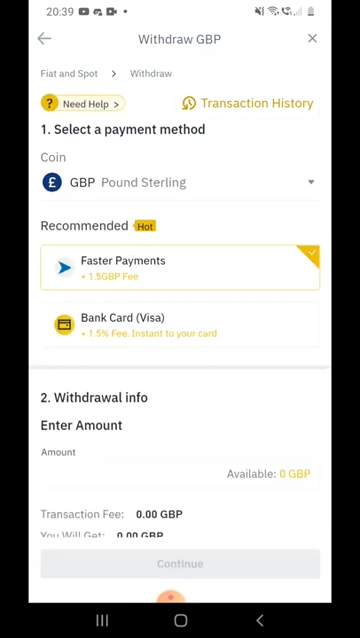 20:39
Withdraw GBP
Fiat and Spot > Withdraw
? Need Help >
Transaction History
1. Select a payment method
Coin
£ GBP Pound Sterling
Recommended Hot
Faster Payments
+ 1.5GBP Fee
Bank Card (Visa)
+ 1.5% Fee. Instant to your card
2. Withdrawal info
Enter Amount
Amount
Available: 0 GBP
Transaction Fee: 0.00 GBP
You Will Get: 0.00 GBP
Continue